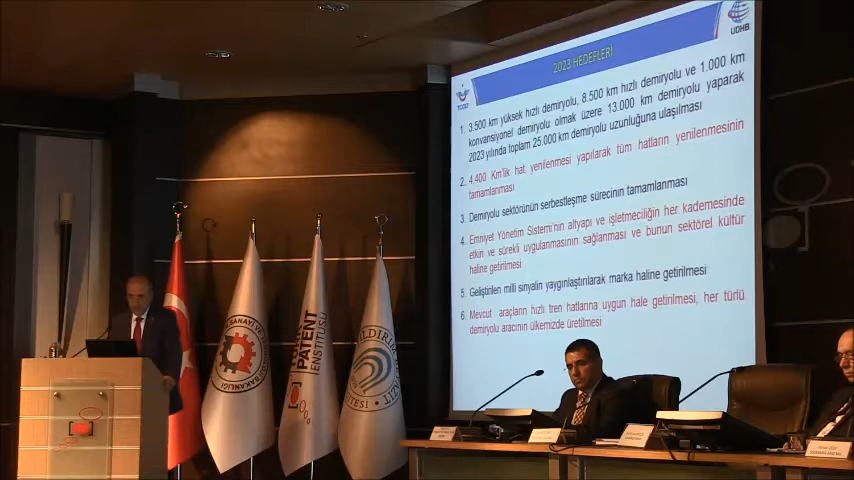 2023 HEDEFLERİ
UDHB
TCDD
1. 3.500 km yüksek hızlı demiryolu, 8.500 km hızlı demiryolu ve 1.000 km
konvansiyonel demiryolu olmak üzere 13.000 km demiryolu yaparak
2023 yılında toplam 25.000 km demiryolu uzunluğuna ulaşılması
2. 4.400 Km'lik hat yenilenmesi yapılarak tüm hatların yenilenmesinin
tamamlanması
3. Demiryolu sektörünün serbestleşme sürecinin tamamlanması
4. Emniyet Yönetim Sistemi'nin altyapı ve işletmeciliğin her kademesinde
etkin ve sürekli uygulanmasının sağlanması ve bunun sektörel kültür
haline getirilmesi
5. Geliştirilen milli sinyalin yaygınlaştırılarak marka haline getirilmesi
6. Mevcut araçların hızlı tren hatlarına uygun hale getirilmesi, her türlü
demiryolu aracının ülkemizde üretilmesi
TÜRK
PATENT
ENSTİTÜSÜ